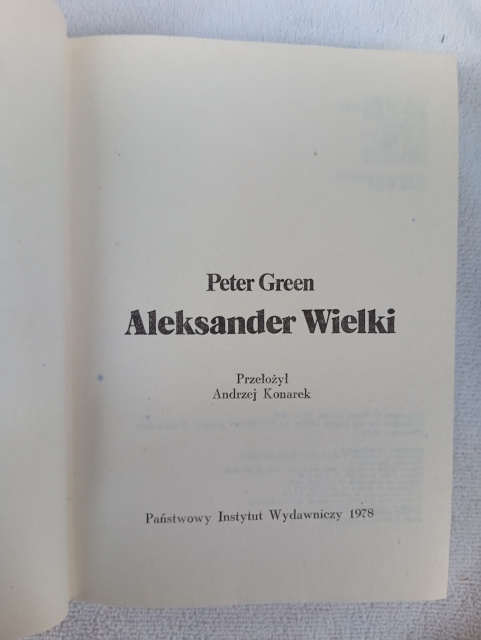 Peter Green
Aleksander Wielki
Przełożył
Andrzej Konarek
Państwowy Instytut Wydawniczy 1978